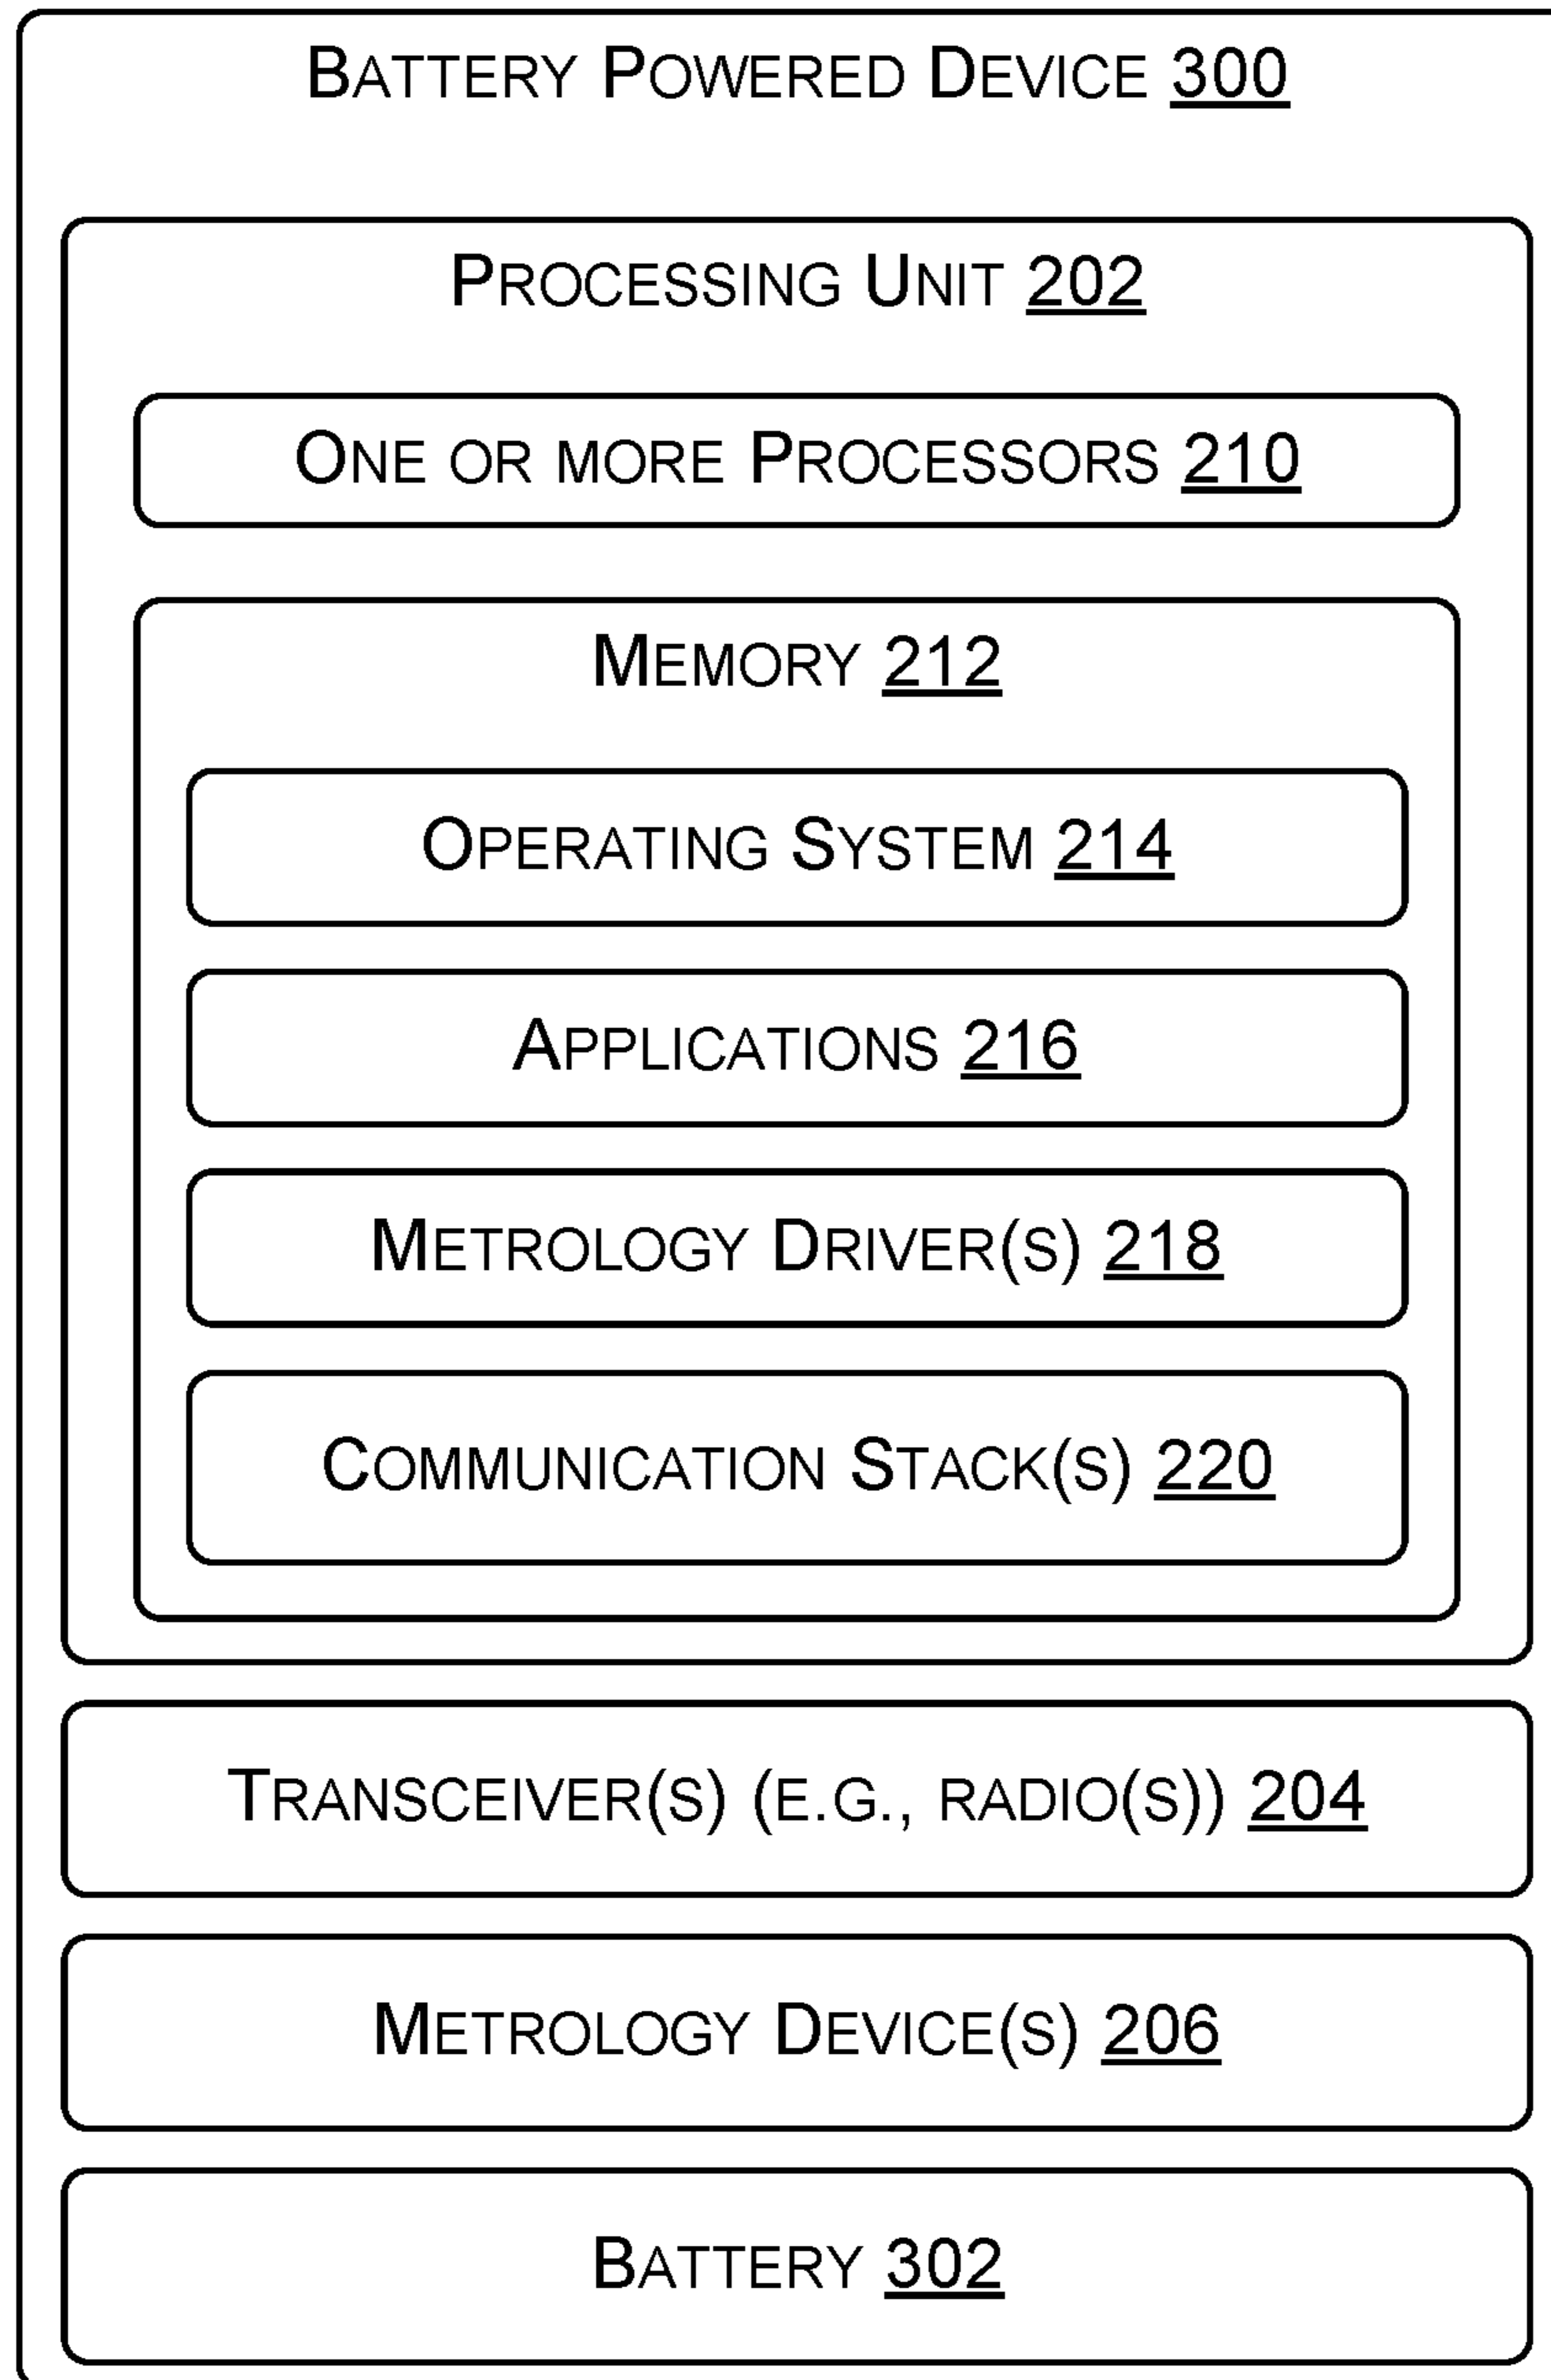 BATTERY POWERED DEVICE 300
PROCESSING UNIT 202
ONE OR MORE PROCESSORS 210
MEMORY 212
OPERATING SYSTEM 214
APPLICATIONS 216
METROLOGY DRIVER(S) 218
COMMUNICATION STACK(S) 220
TRANSCEIVER(S) (E.G., RADIO(S)) 204
METROLOGY DEVICE(S) 206
BATTERY 302